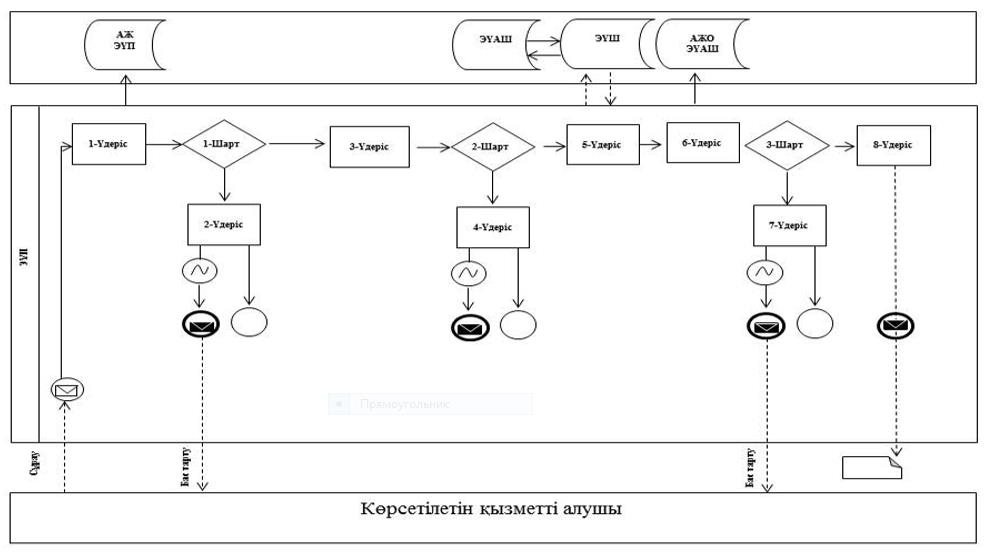 АЖ
ЭҮП
ЭҮАШ
ЭҮШ
АЖО
ЭҮАШ
1-Үдеріс
1-Шарт
3-Үдеріс
2-Шарт
5-Үдеріс
6-Үдеріс
3-Шарт
8-Үдеріс
2-Үдеріс
4-Үдеріс
7-Үдеріс
ЭҮП
Прямоугольник
Сұрау
Бас тарту
Бас тарту
Көрсетілетін қызметті алушы